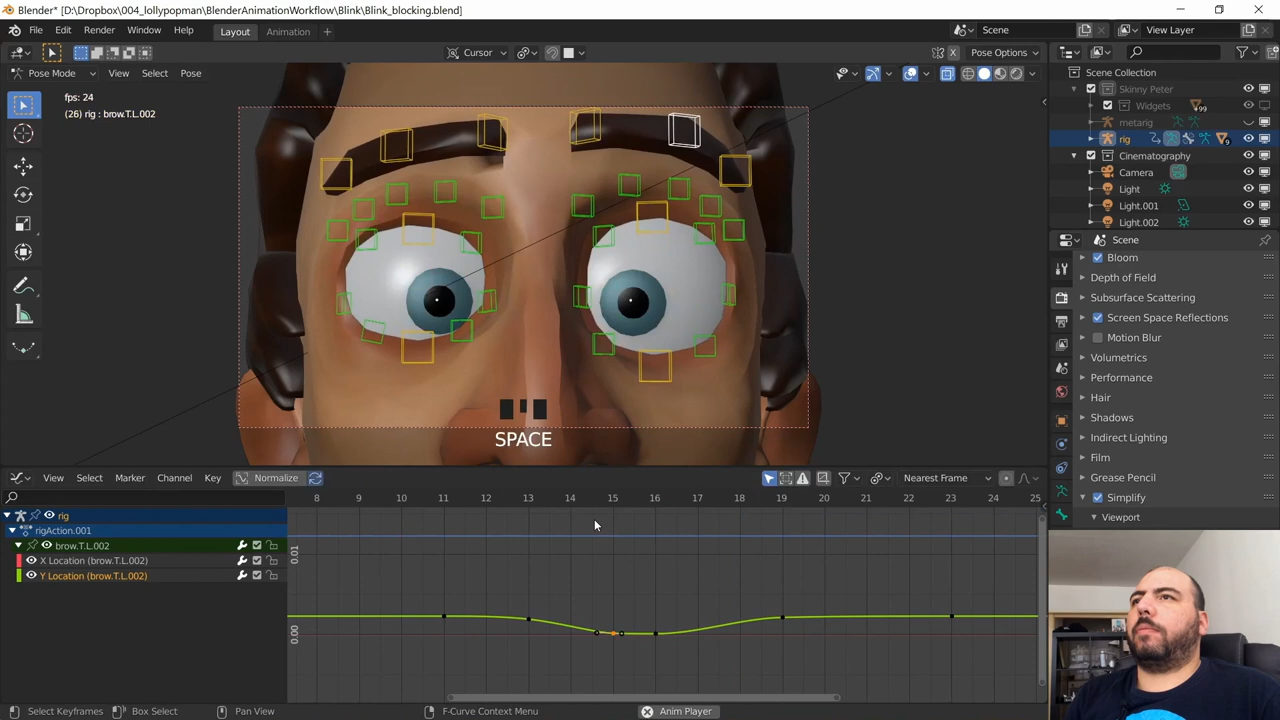 Blender* [D:\Dropbox\004_lollypopman\BlenderAnimationWorkflow\Blink\Blink_blocking.blend]
File Edit Render Window Help Layout Animation + Scene View Layer
Cursor X Pose Options
Pose Mode View Select Pose
fps: 24
(26) rig : brow.T.L.002
Scene Collection
Skinny Peter
Widgets 99
metarig
rig 9
Cinematography
Camera
Light
Light.001
Light.002
Scene
Bloom
Depth of Field
Subsurface Scattering
Screen Space Reflections
Motion Blur
Volumetrics
Performance
Hair
Shadows
Indirect Lighting
Film
Grease Pencil
Simplify
Viewport
SPACE
View Select Marker Channel Key Normalize Nearest Frame
8 9 10 11 12 13 14 15 16 17 18 19 20 21 22 23 24 25
rig
rigAction.001
brow.T.L.002
X Location (brow.T.L.002)
Y Location (brow.T.L.002)
0.01
0.00
Select Keyframes Box Select Pan View F-Curve Context Menu Anim Player